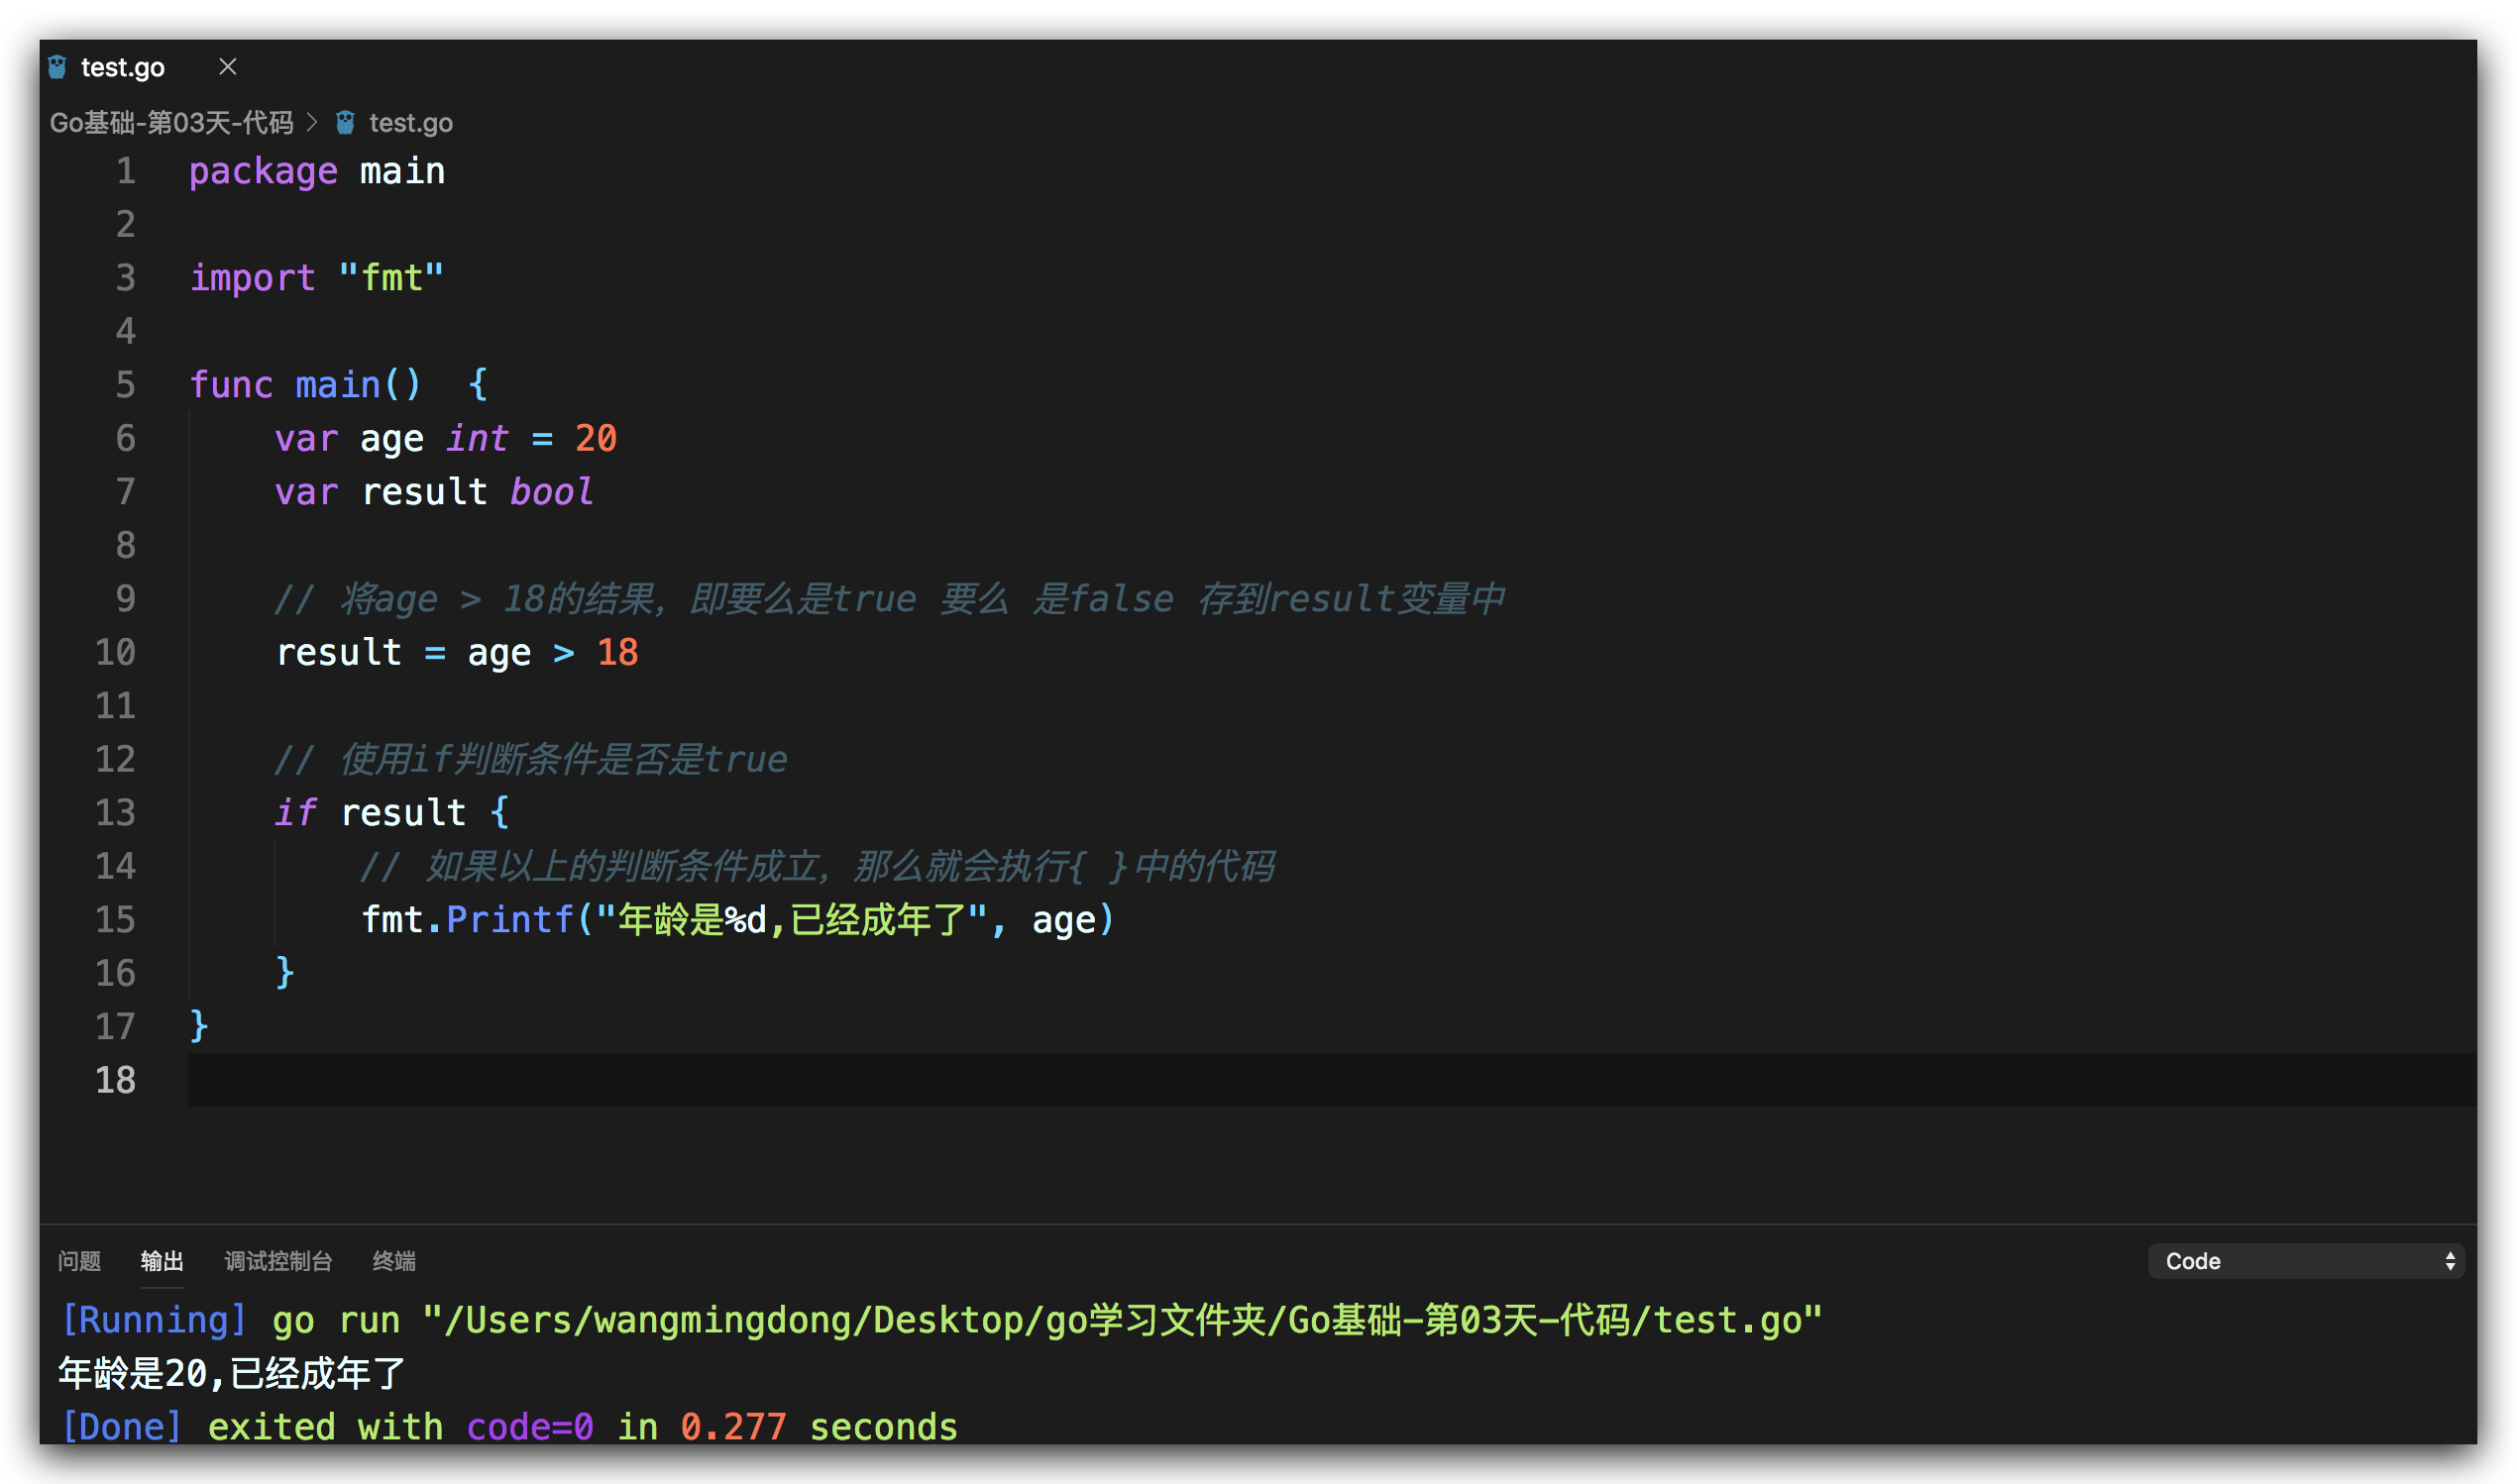 test.go
Go基础-第03天-代码 > test.go
1 package main
2
3 import "fmt"
4
5 func main()  {
6     var age int = 20
7     var result bool
8
9     // 将age > 18的结果，即要么是true 要么 是false 存到result变量中
10     result = age > 18
11
12     // 使用if判断条件是否是true
13     if result {
14         // 如果以上的判断条件成立，那么就会执行{ }中的代码
15         fmt.Printf("年龄是%d,已经成年了", age)
16     }
17 }
18
问题 输出 调试控制台 终端 Code
[Running] go run "/Users/wangmingdong/Desktop/go学习文件夹/Go基础-第03天-代码/test.go"
年龄是20,已经成年了
[Done] exited with code=0 in 0.277 seconds